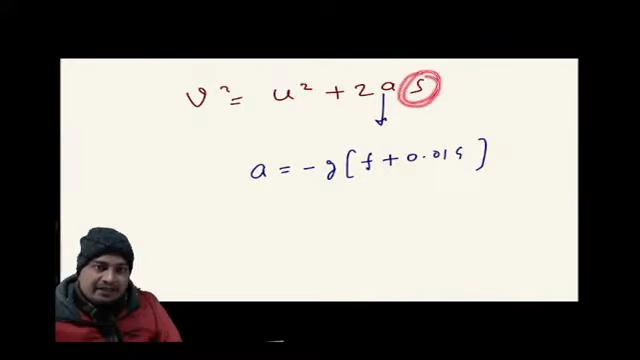 v² = u² + 2as
a = -g[f + 0.01s]